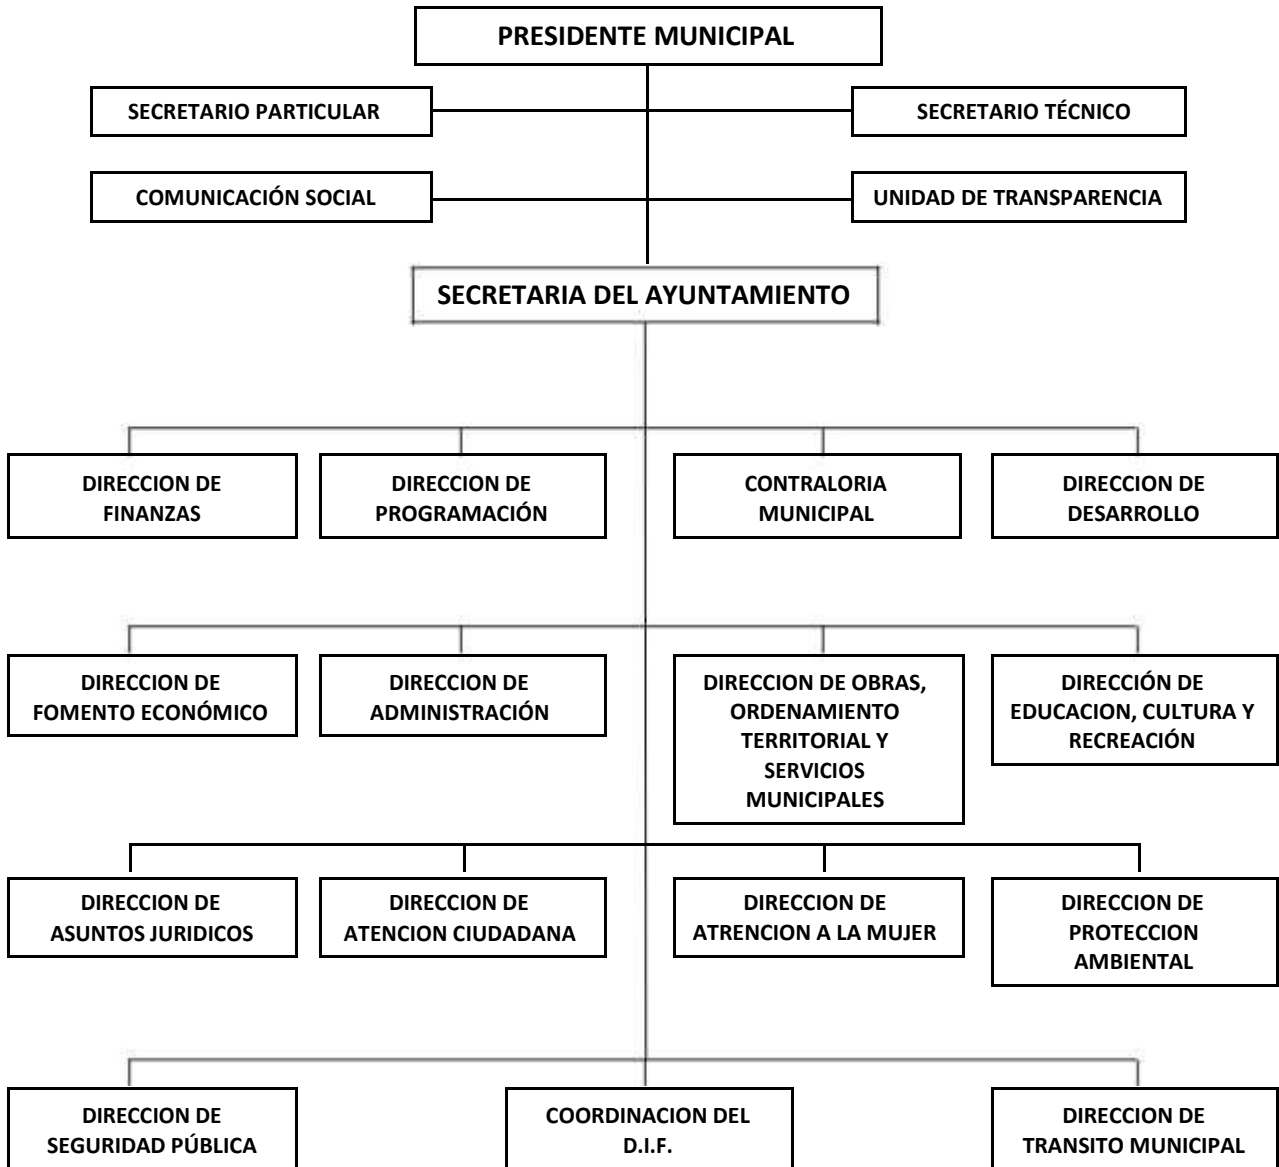 PRESIDENTE MUNICIPAL
SECRETARIO PARTICULAR
SECRETARIO TÉCNICO
COMUNICACIÓN SOCIAL
UNIDAD DE TRANSPARENCIA
SECRETARIA DEL AYUNTAMIENTO
DIRECCION DE
FINANZAS
DIRECCION DE
PROGRAMACIÓN
CONTRALORIA
MUNICIPAL
DIRECCION DE
DESARROLLO
DIRECCION DE
FOMENTO ECONÓMICO
DIRECCION DE
ADMINISTRACIÓN
DIRECCION DE OBRAS,
ORDENAMIENTO
TERRITORIAL Y
SERVICIOS
MUNICIPALES
DIRECCIÓN DE
EDUCACION, CULTURA Y
RECREACIÓN
DIRECCION DE
ASUNTOS JURIDICOS
DIRECCION DE
ATENCION CIUDADANA
DIRECCION DE
ATRENCION A LA MUJER
DIRECCION DE
PROTECCION
AMBIENTAL
DIRECCION DE
SEGURIDAD PÚBLICA
COORDINACION DEL
D.I.F.
DIRECCION DE
TRANSITO MUNICIPAL